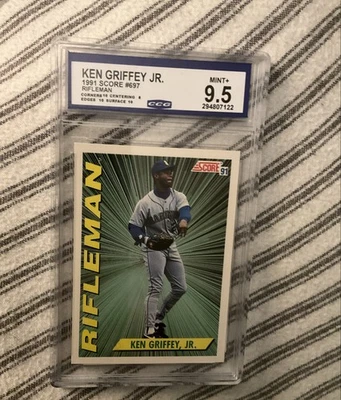 KEN GRIFFEY JR.
1991 SCORE #697
RIFLEMAN
CORNERS 10 CENTERING 8
EDGES 10 SURFACE 10
CCG
MINT+
9.5
294807122
SCORE
91
RIFLEMAN
KEN GRIFFEY, JR.